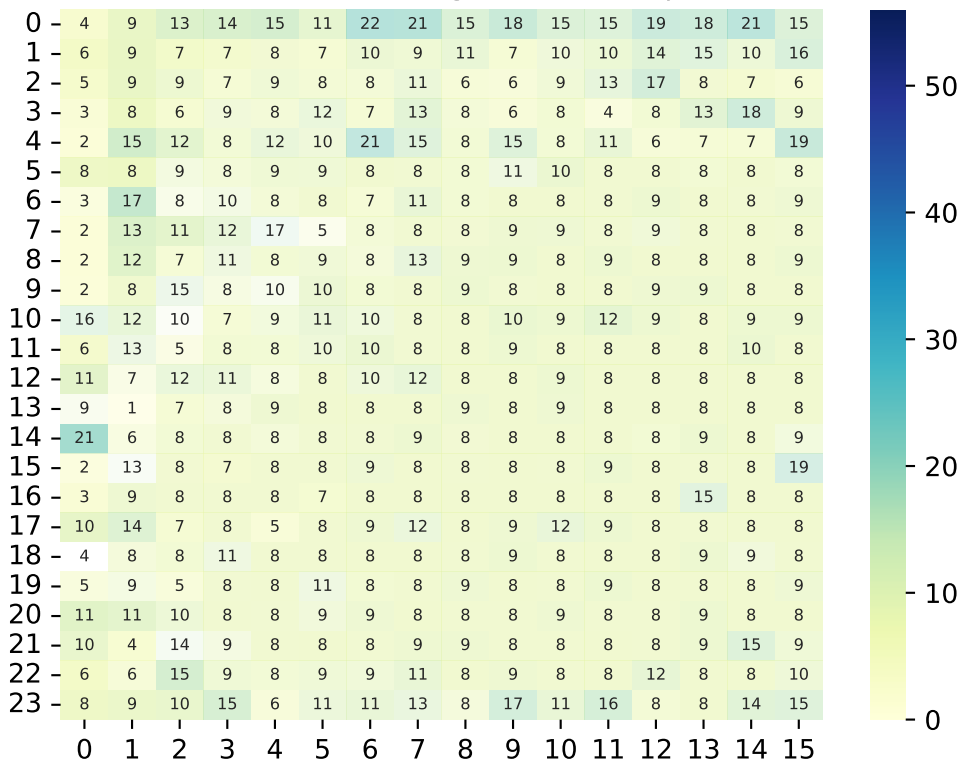 0 4 9 13 14 15 11 22 21 15 18 15 15 19 18 21 15
1 6 9 7 7 8 7 10 9 11 7 10 10 14 15 10 16
2 5 9 9 7 9 8 8 11 6 6 9 13 17 8 7 6
50
3 3 8 6 9 8 12 7 13 8 6 8 4 8 13 18 9
4 2 15 12 8 12 10 21 15 8 15 8 11 6 7 7 19
5 8 8 9 8 9 9 8 8 8 11 10 8 8 8 8 8
6 3 17 8 10 8 8 7 11 8 8 8 8 9 8 8 9
40
7 2 13 11 12 17 5 8 8 8 9 9 8 9 8 8 8
8 2 12 7 11 8 9 8 13 9 9 8 9 8 8 8 9
9 2 8 15 8 10 10 8 8 9 8 8 8 9 9 8 8
10 16 12 10 7 9 11 10 8 8 10 9 12 9 8 9 9
30
11 6 13 5 8 8 10 10 8 8 9 8 8 8 8 10 8
12 11 7 12 11 8 8 10 12 8 8 9 8 8 8 8 8
13 9 1 7 8 9 8 8 8 9 8 9 8 8 8 8 8
14 21 6 8 8 8 8 8 9 8 8 8 8 8 9 8 9
20
15 2 13 8 7 8 8 9 8 8 8 8 9 8 8 8 19
16 3 9 8 8 8 7 8 8 8 8 8 8 8 15 8 8
17 10 14 7 8 5 8 9 12 8 9 12 9 8 8 8 8
18 4 8 8 11 8 8 8 8 8 9 8 8 8 9 9 8
19 5 9 5 8 8 11 8 8 9 8 8 9 8 8 8 9
10
20 11 11 10 8 8 9 9 8 8 8 9 8 8 9 8 8
21 10 4 14 9 8 8 8 9 9 8 8 8 8 9 15 9
22 6 6 15 9 8 9 9 11 8 9 8 8 12 8 8 10
23 8 9 10 15 6 11 11 13 8 17 11 16 8 8 14 15
0
0 1 2 3 4 5 6 7 8 9 10 11 12 13 14 15